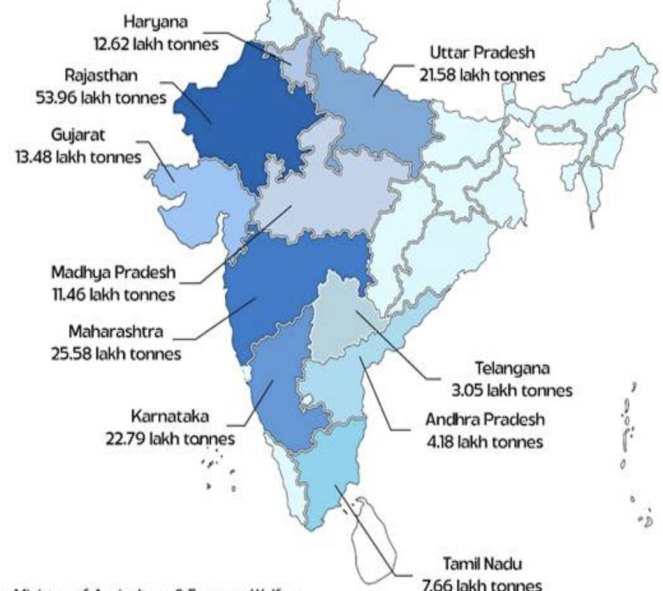 Haryana
12.62 lakh tonnes
Rajasthan
53.96 lakh tonnes
Gujarat
13.48 lakh tonnes
Uttar Pradesh
21.58 lakh tonnes
Madhya Pradesh
11.46 lakh tonnes
Maharashtra
25.58 lakh tonnes
Karnataka
22.79 lakh tonnes
Telangana
3.05 lakh tonnes
Andhra Pradesh
4.18 lakh tonnes
Tamil Nadu
7.66 lakh tonnes